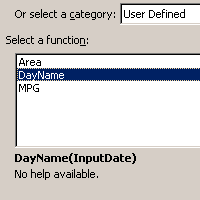 Or select a category: User Defined
Select a function:
Area
DayName
MPG
DayName(InputDate)
No help available.